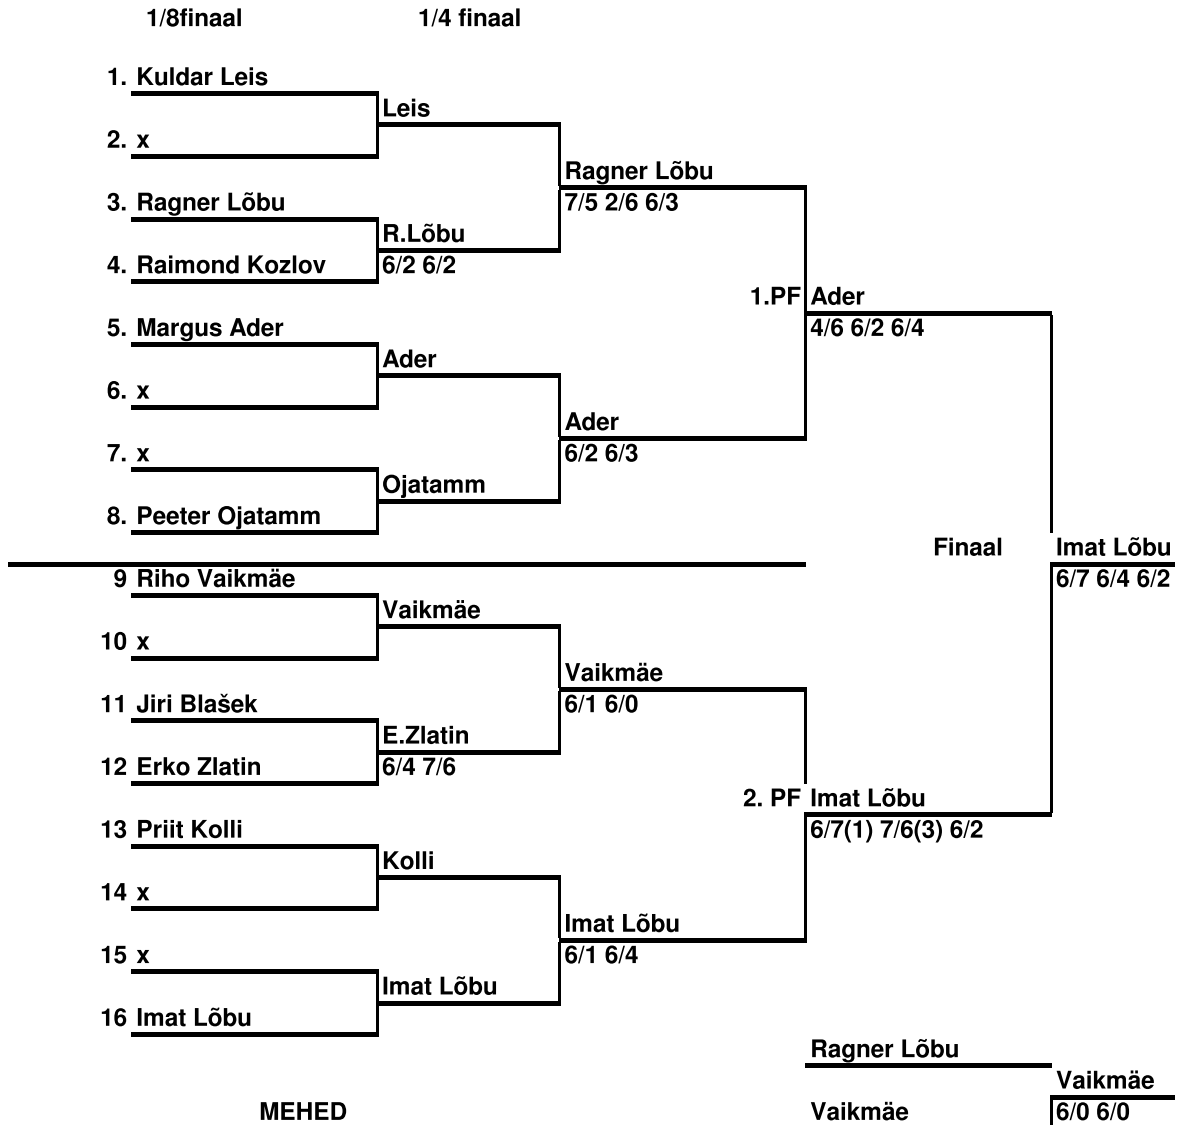 1/8finaal 1/4 finaal
1. Kuldar Leis
Leis
2. x
Ragner Lõbu
3. Ragner Lõbu 7/5 2/6 6/3
R.Lõbu
4. Raimond Kozlov 6/2 6/2
1.PF Ader
5. Margus Ader 4/6 6/2 6/4
Ader
6. x
Ader
7. x 6/2 6/3
Ojatamm
8. Peeter Ojatamm
Finaal Imat Lõbu
9 Riho Vaikmäe 6/7 6/4 6/2
Vaikmäe
10 x
Vaikmäe
11 Jiri Blašek 6/1 6/0
E.Zlatin
12 Erko Zlatin 6/4 7/6
2. PF Imat Lõbu
13 Priit Kolli 6/7(1) 7/6(3) 6/2
Kolli
14 x
Imat Lõbu
15 x 6/1 6/4
Imat Lõbu
16 Imat Lõbu
Ragner Lõbu
Vaikmäe
MEHED Vaikmäe 6/0 6/0